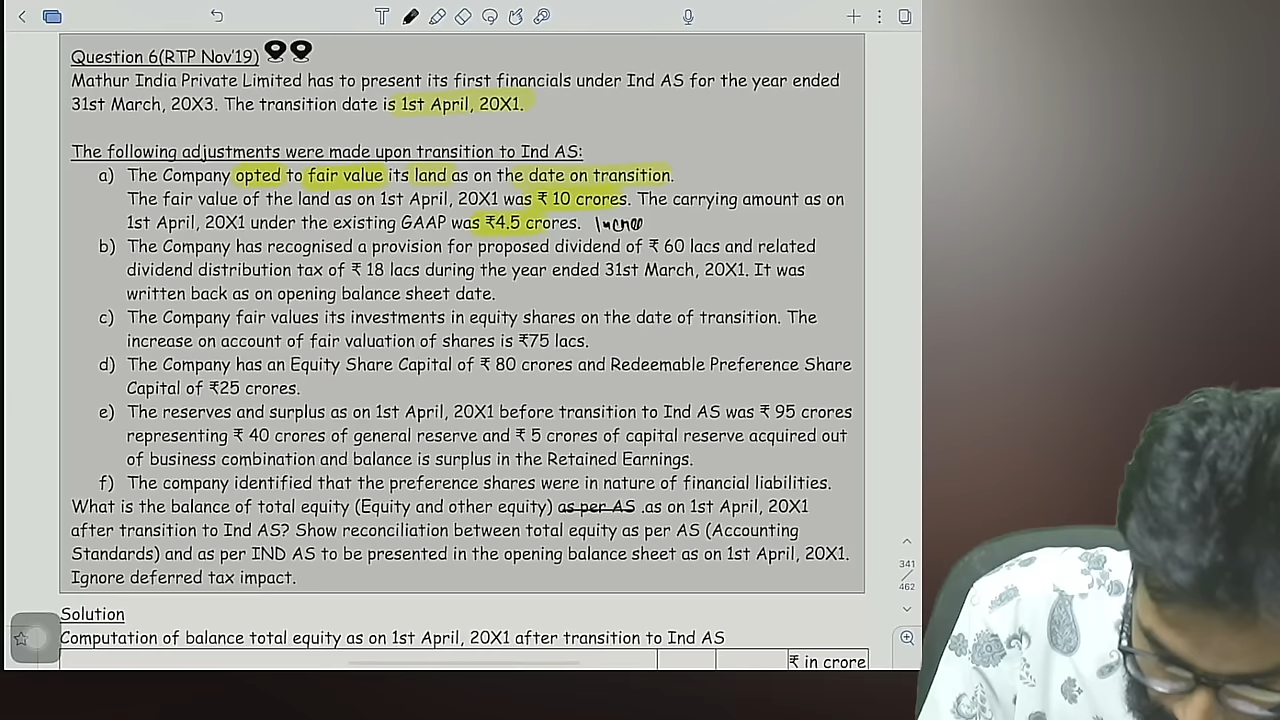 Question 6(RTP Nov'19)
Mathur India Private Limited has to present its first financials under Ind AS for the year ended
31st March, 20X3. The transition date is 1st April, 20X1.
The following adjustments were made upon transition to Ind AS:
a) The Company opted to fair value its land as on the date on transition.
The fair value of the land as on 1st April, 20X1 was ₹ 10 crores. The carrying amount as on
1st April, 20X1 under the existing GAAP was ₹4.5 crores.
b) The Company has recognised a provision for proposed dividend of ₹ 60 lacs and related
dividend distribution tax of ₹ 18 lacs during the year ended 31st March, 20X1. It was
written back as on opening balance sheet date.
c) The Company fair values its investments in equity shares on the date of transition. The
increase on account of fair valuation of shares is ₹75 lacs.
d) The Company has an Equity Share Capital of ₹ 80 crores and Redeemable Preference Share
Capital of ₹25 crores.
e) The reserves and surplus as on 1st April, 20X1 before transition to Ind AS was ₹ 95 crores
representing ₹ 40 crores of general reserve and ₹ 5 crores of capital reserve acquired out
of business combination and balance is surplus in the Retained Earnings.
f) The company identified that the preference shares were in nature of financial liabilities.
What is the balance of total equity (Equity and other equity) as per AS .as on 1st April, 20X1
after transition to Ind AS? Show reconciliation between total equity as per AS (Accounting
Standards) and as per IND AS to be presented in the opening balance sheet as on 1st April, 20X1.
Ignore deferred tax impact.
341
462
Solution
Computation of balance total equity as on 1st April, 20X1 after transition to Ind AS
₹ in crore